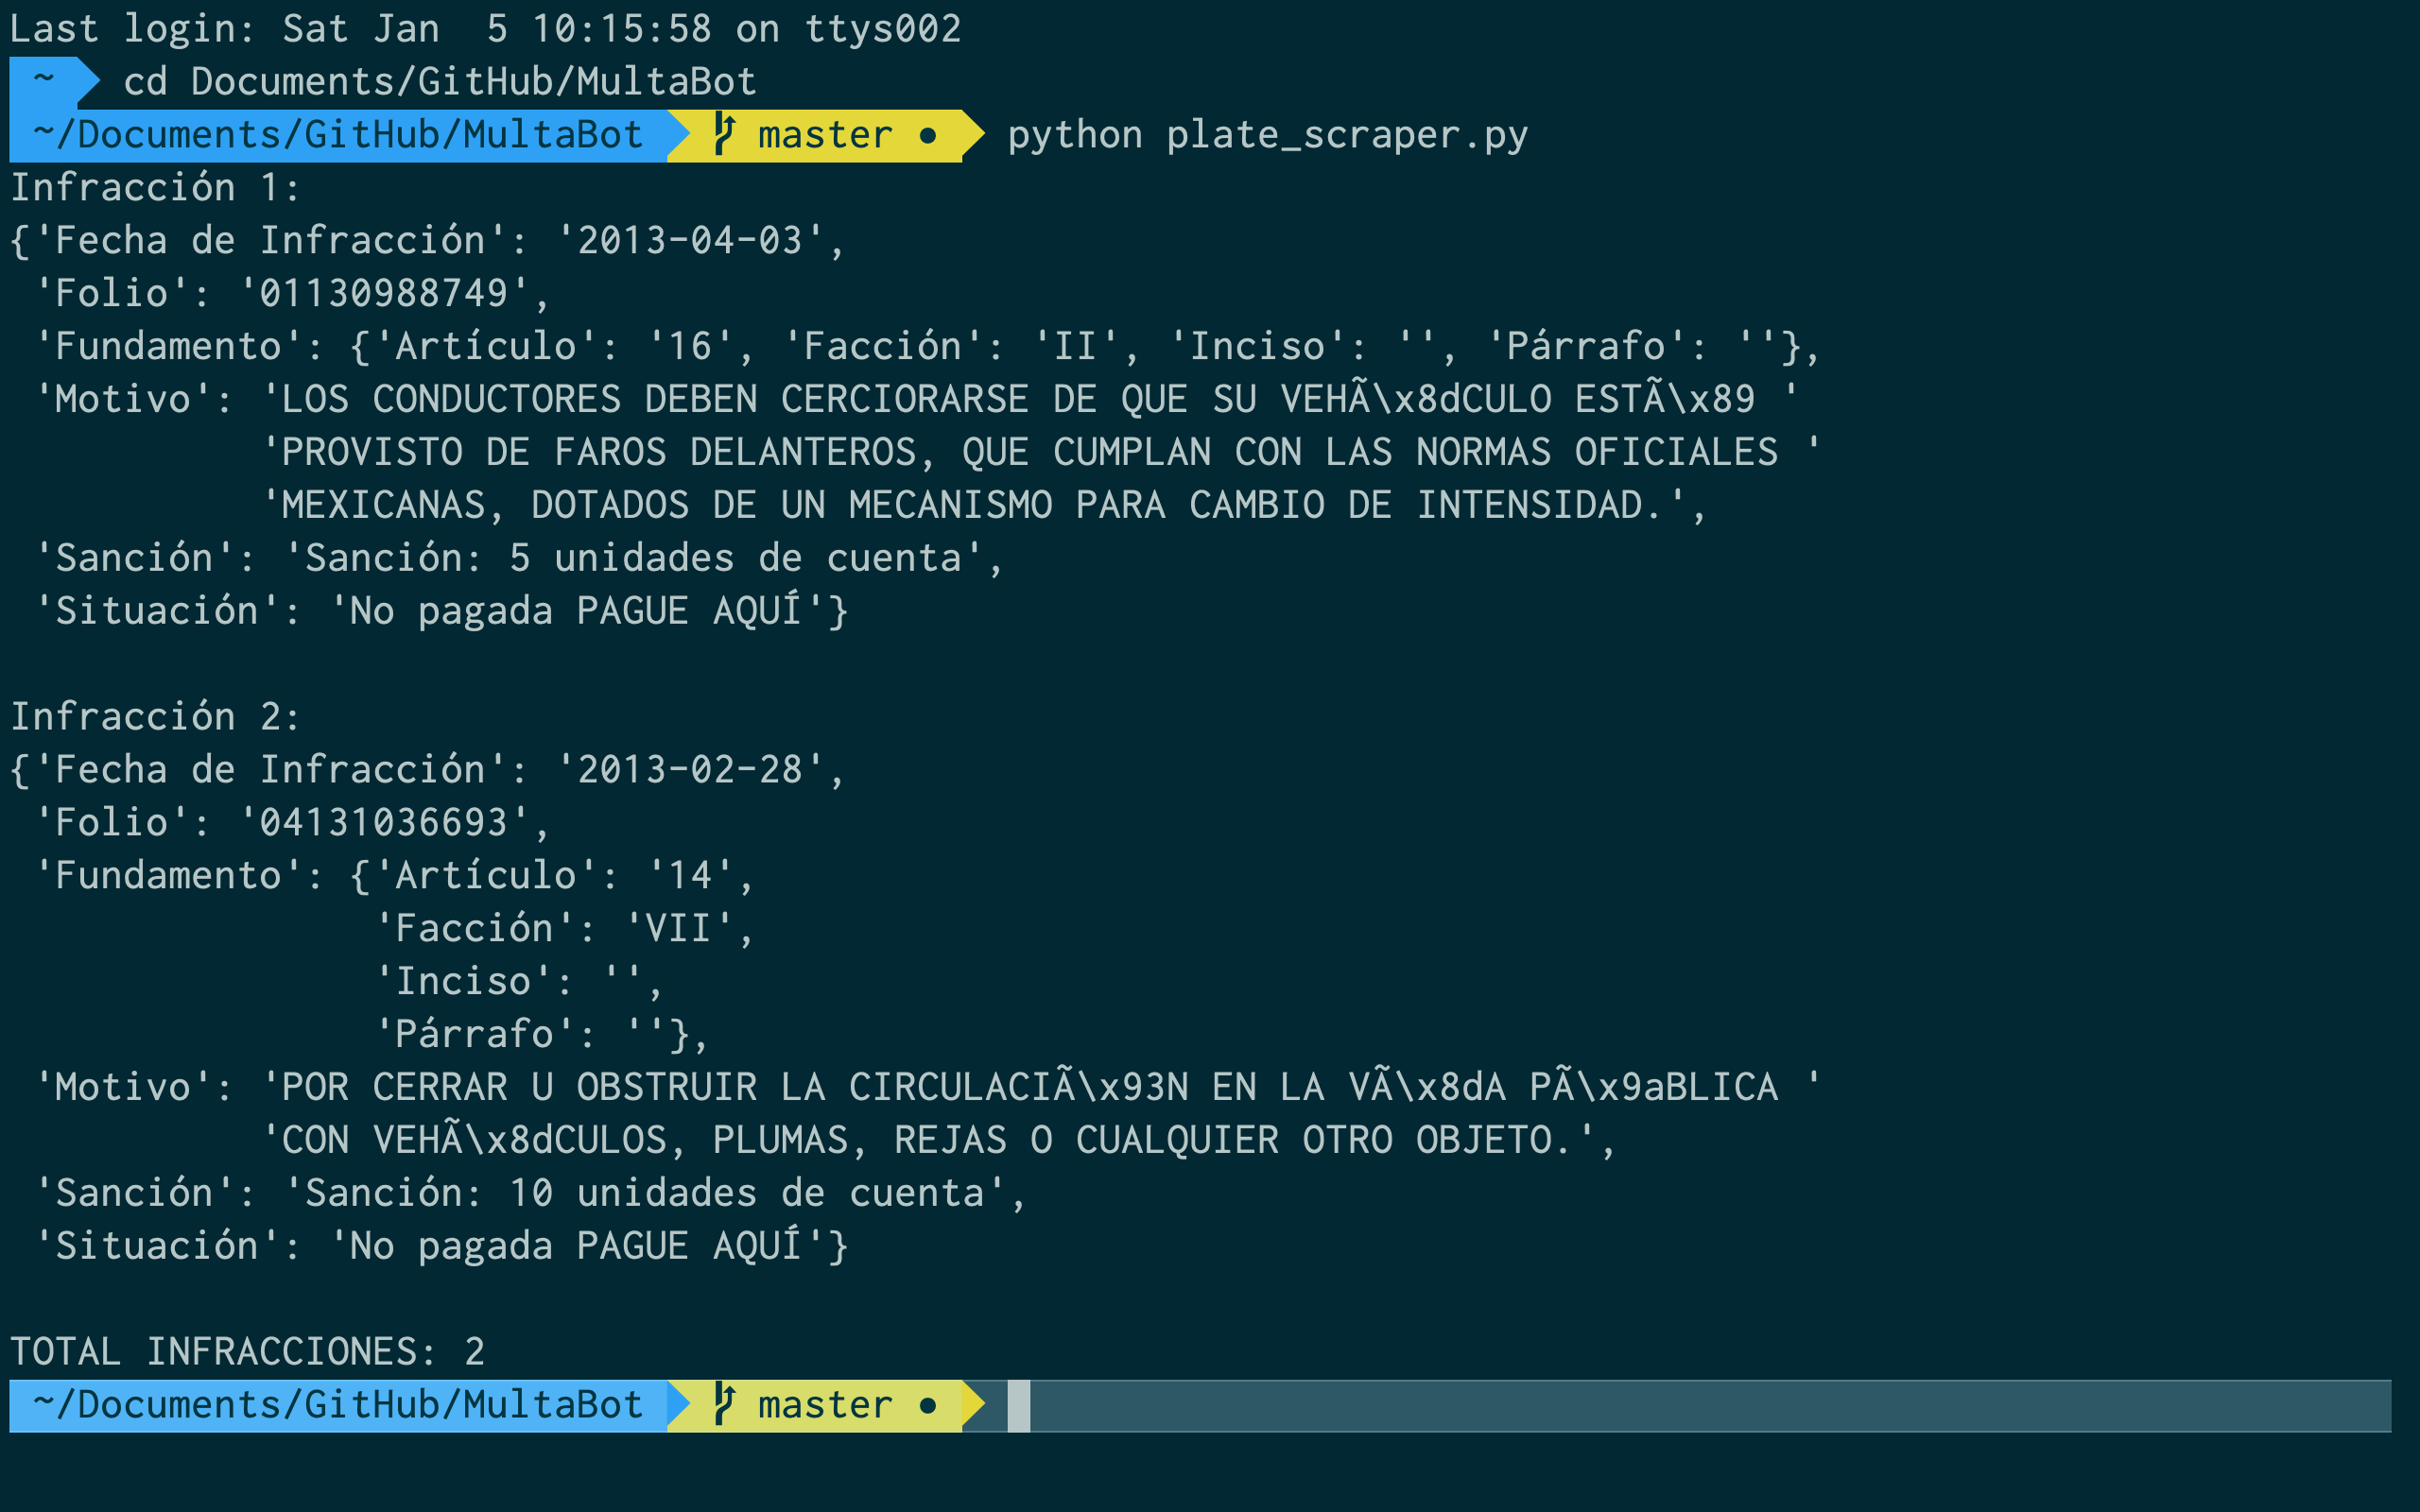 Last login: Sat Jan  5 10:15:58 on ttys002
~ cd Documents/GitHub/MultaBot
~/Documents/GitHub/MultaBot master ● python plate_scraper.py
Infracción 1:
{'Fecha de Infracción': '2013-04-03',
 'Folio': '01130988749',
 'Fundamento': {'Artículo': '16', 'Facción': 'II', 'Inciso': '', 'Párrafo': ''},
 'Motivo': 'LOS CONDUCTORES DEBEN CERCIORARSE DE QUE SU VEHÃ\x8dCULO ESTÃ\x89 '
           'PROVISTO DE FAROS DELANTEROS, QUE CUMPLAN CON LAS NORMAS OFICIALES '
           'MEXICANAS, DOTADOS DE UN MECANISMO PARA CAMBIO DE INTENSIDAD.',
 'Sanción': 'Sanción: 5 unidades de cuenta',
 'Situación': 'No pagada PAGUE AQUÍ'}

Infracción 2:
{'Fecha de Infracción': '2013-02-28',
 'Folio': '04131036693',
 'Fundamento': {'Artículo': '14',
                'Facción': 'VII',
                'Inciso': '',
                'Párrafo': ''},
 'Motivo': 'POR CERRAR U OBSTRUIR LA CIRCULACIÃ\x93N EN LA VÃ\x8dA PÃ\x9aBLICA '
           'CON VEHÃ\x8dCULOS, PLUMAS, REJAS O CUALQUIER OTRO OBJETO.',
 'Sanción': 'Sanción: 10 unidades de cuenta',
 'Situación': 'No pagada PAGUE AQUÍ'}

TOTAL INFRACCIONES: 2
~/Documents/GitHub/MultaBot master ●